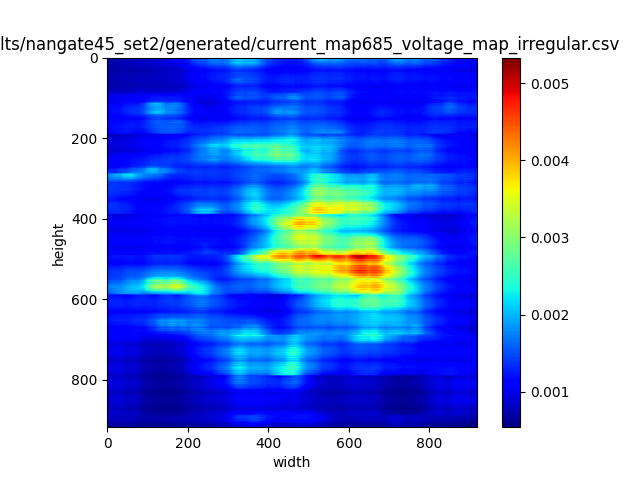 lts/nangate45_set2/generated/current_map685_voltage_map_irregular.csv
0
200
400
600
800
height
0 200 400 600 800
width
0.005
0.004
0.003
0.002
0.001